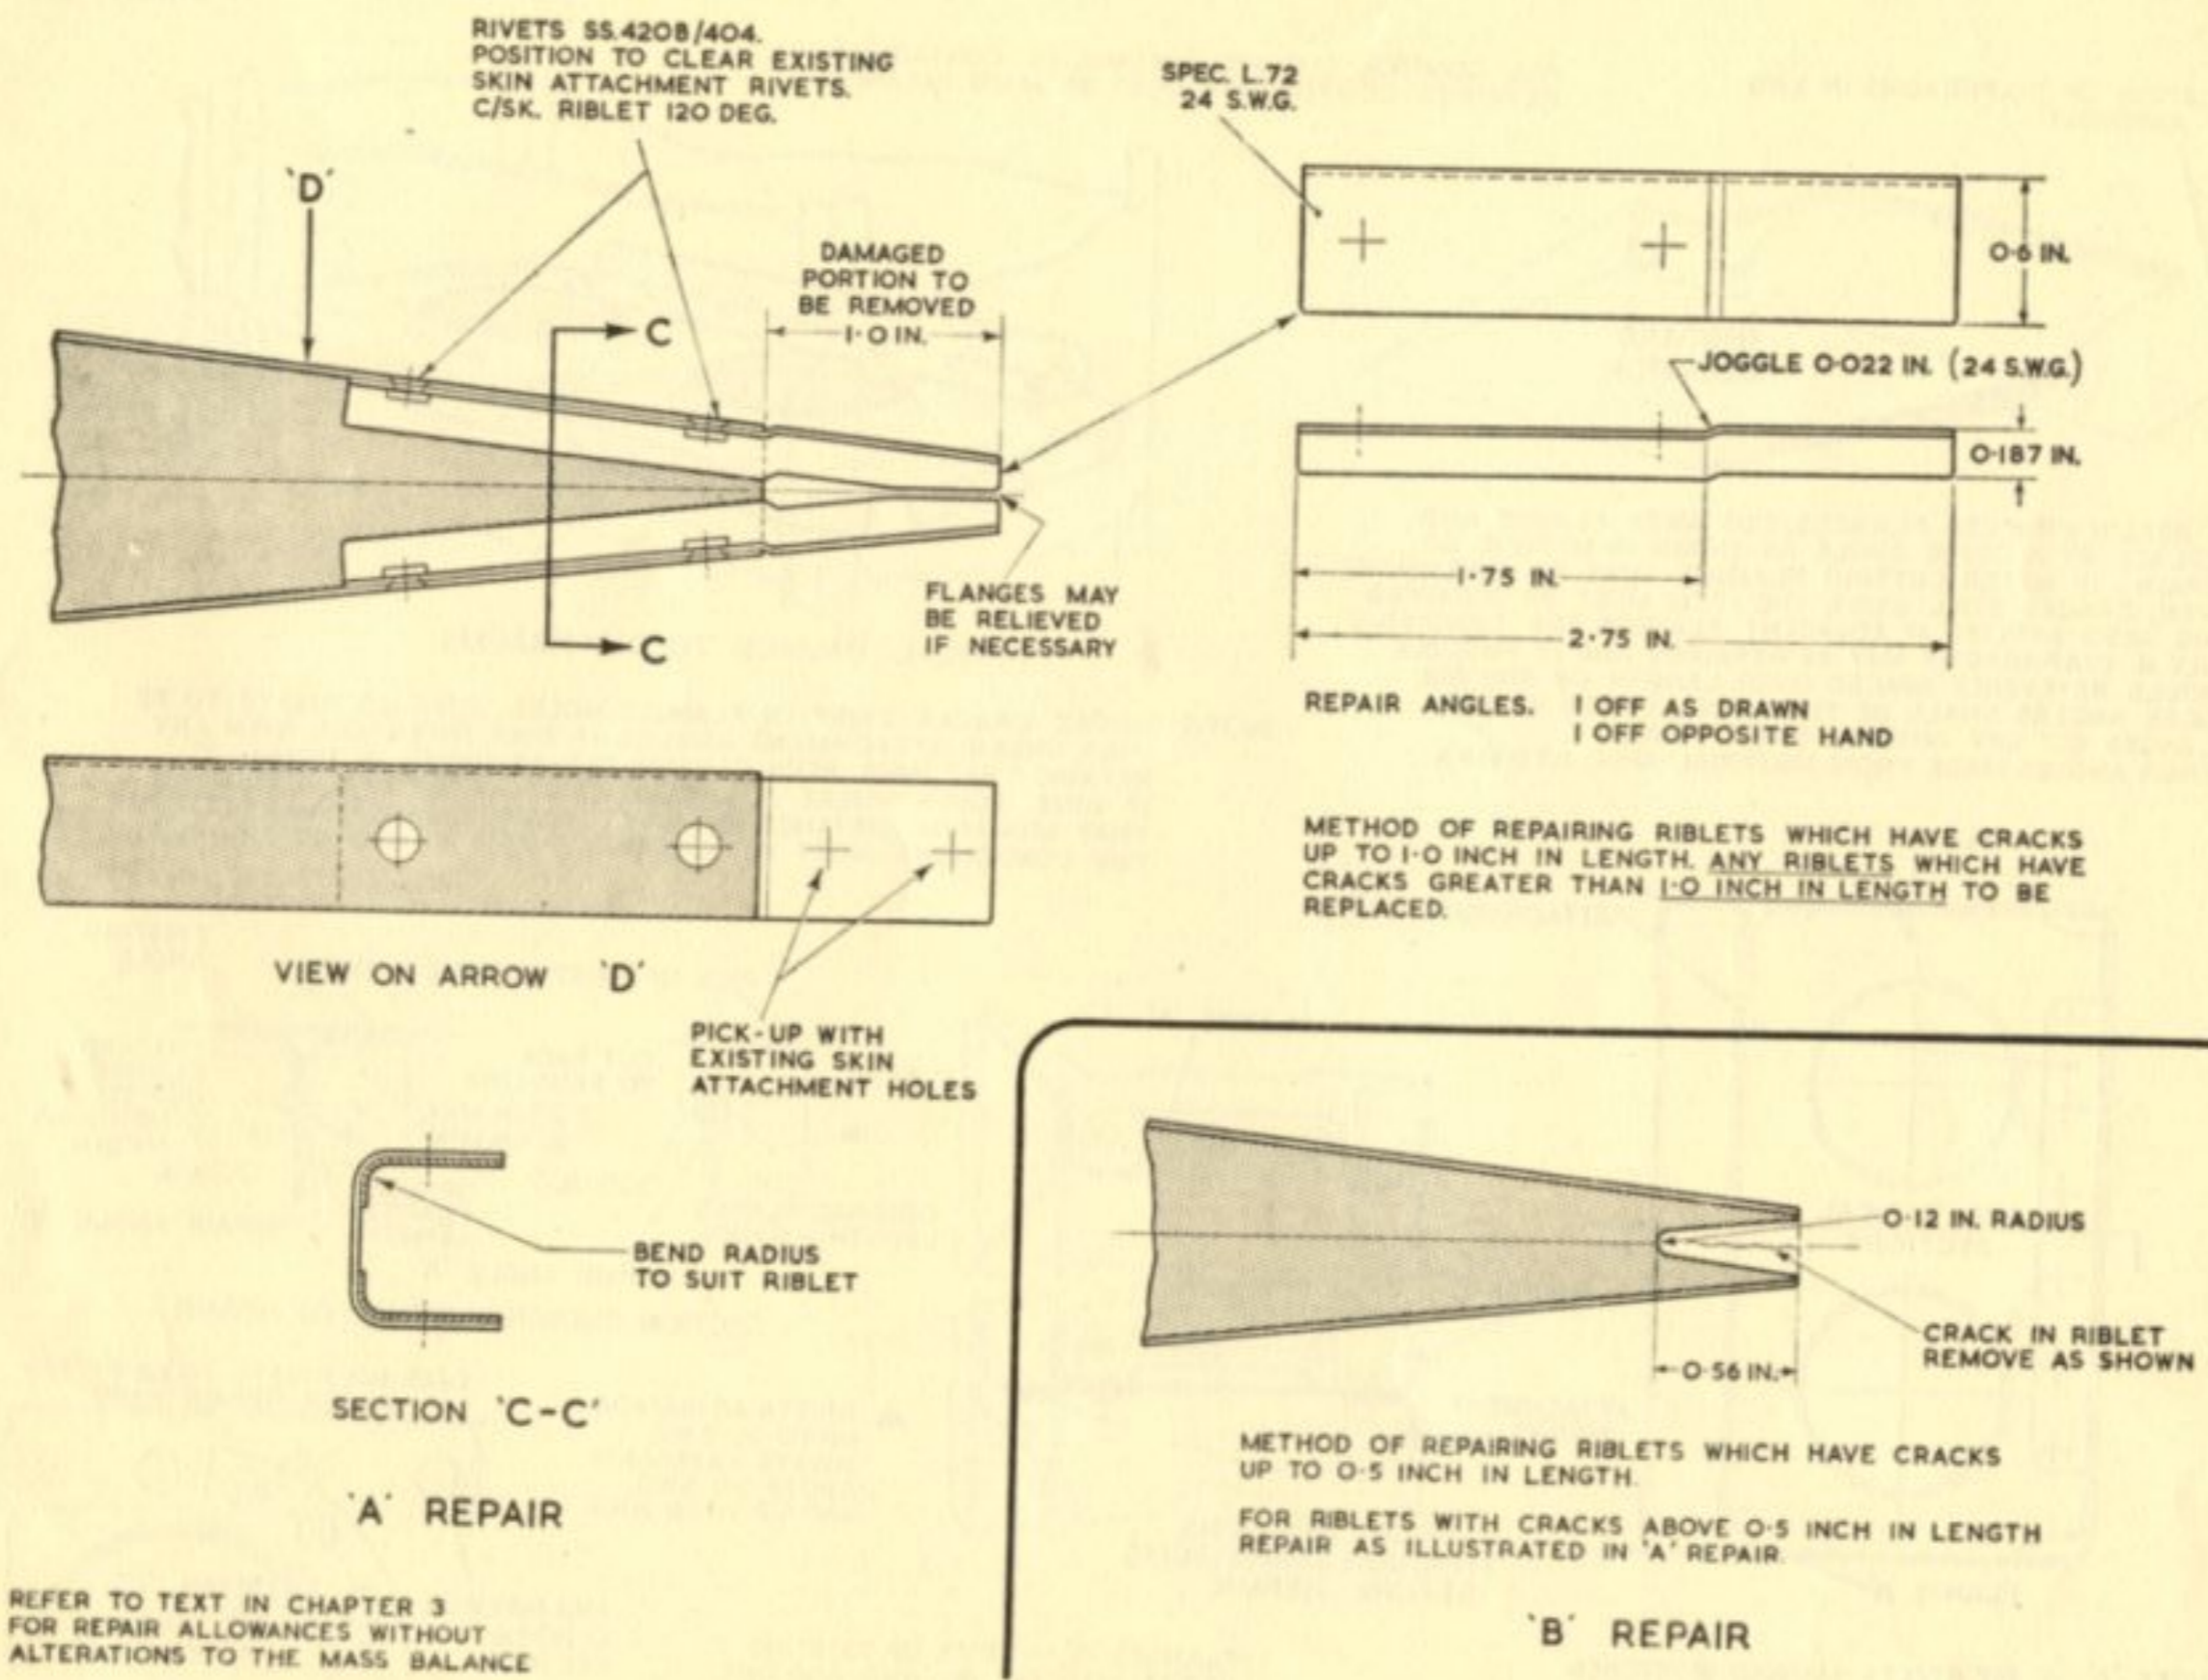 RIVETS SS.4208/404.
POSITION TO CLEAR EXISTING
SKIN ATTACHMENT RIVETS.
C/SK. RIBLET 120 DEG.
'D'
C
C
DAMAGED
PORTION TO
BE REMOVED
1·0 IN.
FLANGES MAY
BE RELIEVED
IF NECESSARY
SPEC. L.72
24 S.W.G.
0·6 IN.
JOGGLE 0·022 IN. (24 S.W.G.)
0·187 IN.
1·75 IN.
2·75 IN.
REPAIR ANGLES. 1 OFF AS DRAWN
1 OFF OPPOSITE HAND
METHOD OF REPAIRING RIBLETS WHICH HAVE CRACKS
UP TO 1·0 INCH IN LENGTH. ANY RIBLETS WHICH HAVE
CRACKS GREATER THAN 1·0 INCH IN LENGTH TO BE
REPLACED.
VIEW ON ARROW 'D'
PICK-UP WITH
EXISTING SKIN
ATTACHMENT HOLES
BEND RADIUS
TO SUIT RIBLET
SECTION 'C-C'
'A' REPAIR
REFER TO TEXT IN CHAPTER 3
FOR REPAIR ALLOWANCES WITHOUT
ALTERATIONS TO THE MASS BALANCE
0·12 IN. RADIUS
CRACK IN RIBLET
REMOVE AS SHOWN
0·56 IN.
METHOD OF REPAIRING RIBLETS WHICH HAVE CRACKS
UP TO 0·5 INCH IN LENGTH.
FOR RIBLETS WITH CRACKS ABOVE 0·5 INCH IN LENGTH
REPAIR AS ILLUSTRATED IN 'A' REPAIR.
'B' REPAIR